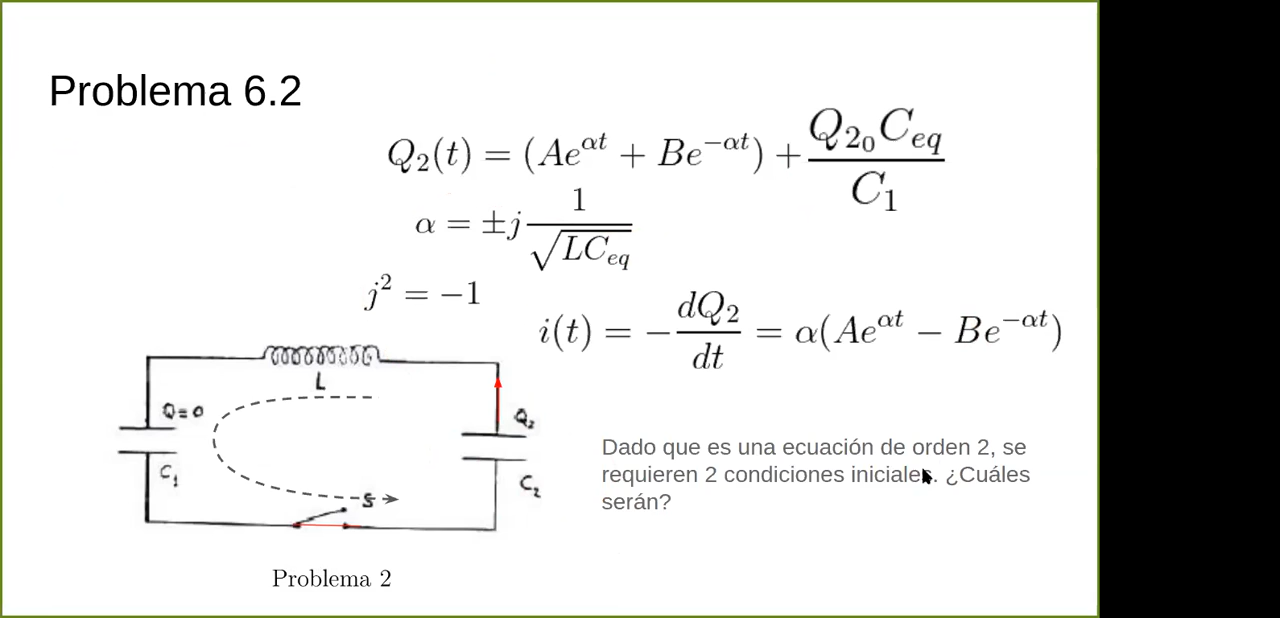 Problema 6.2
Q₂(t) = (Ae^{αt} + Be^{−αt}) + \frac{Q_{2_0}C_{eq}}{C_1}
α = ±j\frac{1}{\sqrt{LC_{eq}}}
j² = −1
i(t) = −\frac{dQ_2}{dt} = α(Ae^{αt} − Be^{−αt})
L
Q=0
Q₂
C₁
C₂
S
Dado que es una ecuación de orden 2, se
requieren 2 condiciones iniciales. ¿Cuáles
serán?
Problema 2